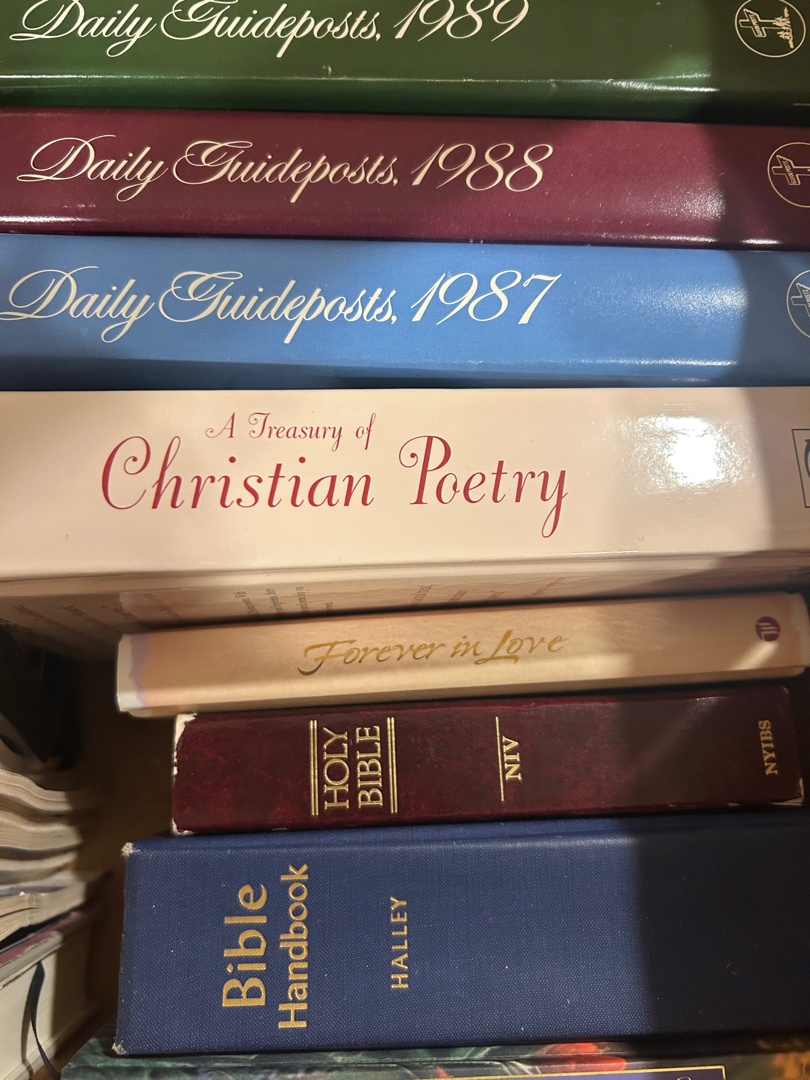 Daily Guideposts, 1989
Daily Guideposts, 1988
Daily Guideposts, 1987
A Treasury of
Christian Poetry
Forever in Love
HOLY
BIBLE
NIV
NYIBS
Bible
Handbook
HALLEY